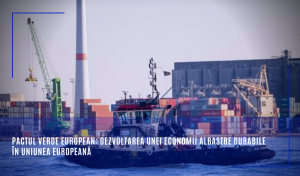 PACTUL VERDE EUROPEAN: DEZVOLTAREA UNEI ECONOMII ALBASTRE DURABILE
ÎN UNIUNEA EUROPEANĂ